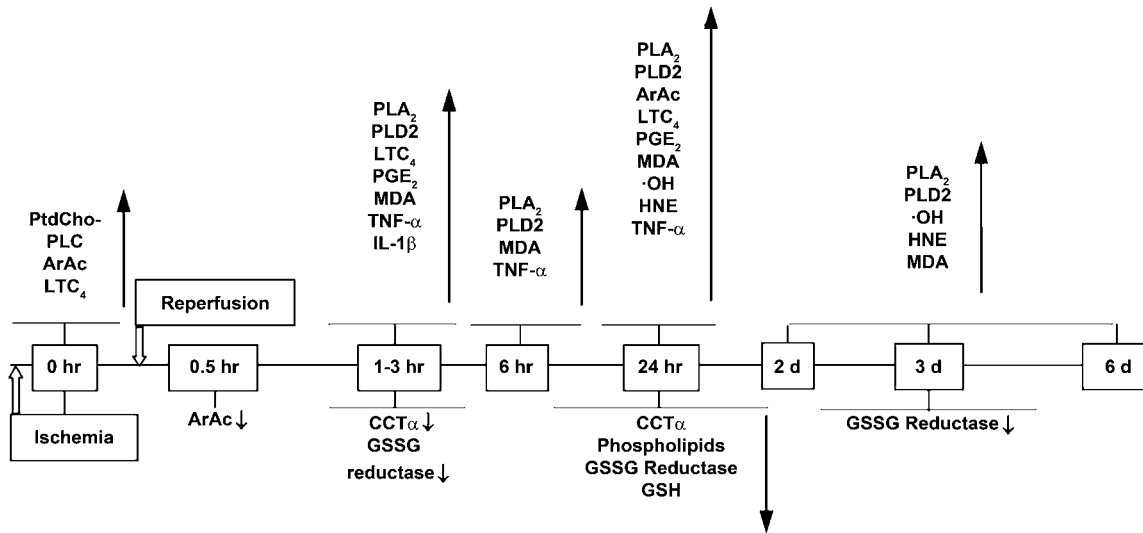 PtdCho-
PLC
ArAc
LTC₄
PLA₂
PLD2
LTC₄
PGE₂
MDA
TNF-α
IL-1β
PLA₂
PLD2
MDA
TNF-α
PLA₂
PLD2
ArAc
LTC₄
PGE₂
MDA
·OH
HNE
TNF-α
PLA₂
PLD2
·OH
HNE
MDA
Reperfusion
0 hr
0.5 hr
1-3 hr
6 hr
24 hr
2 d
3 d
6 d
Ischemia
ArAc ↓
CCTα ↓
GSSG
reductase ↓
CCTα
Phospholipids
GSSG Reductase
GSH
GSSG Reductase ↓